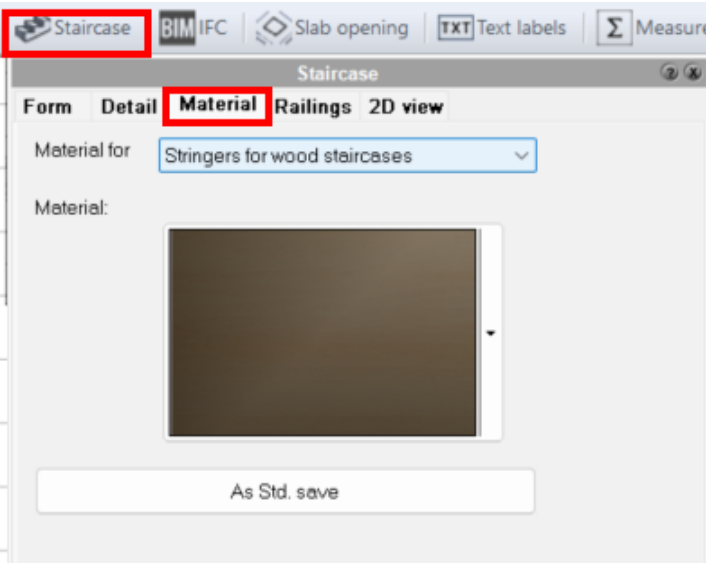 Staircase BIM IFC Slab opening TXT Text labels Σ Measure
Staircase
Form Detail Material Railings 2D view
Material for Stringers for wood staircases
Material:
As Std. save